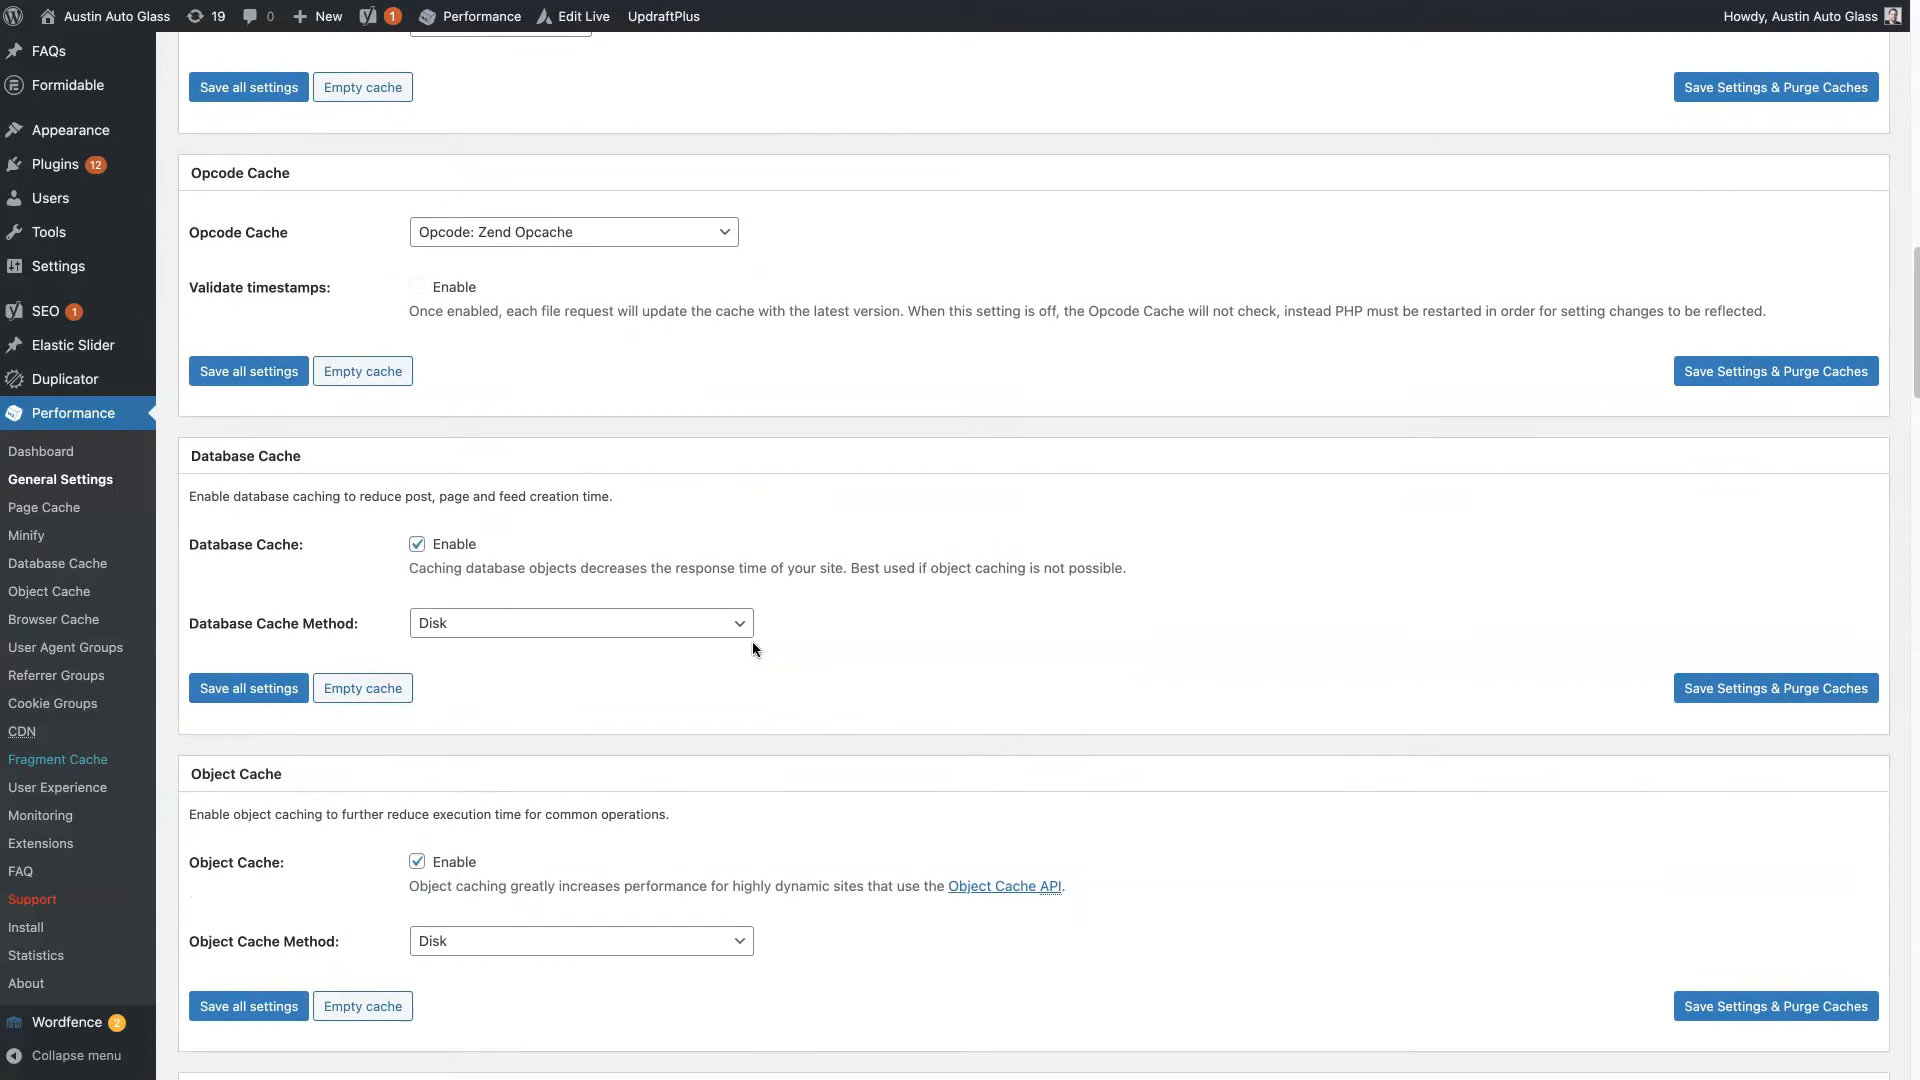 Austin Auto Glass 19 0 New 1 Performance Edit Live UpdraftPlus Howdy, Austin Auto Glass
FAQs
Formidable
Appearance
Plugins 12
Users
Tools
Settings
SEO 1
Elastic Slider
Duplicator
Performance
Dashboard
General Settings
Page Cache
Minify
Database Cache
Object Cache
Browser Cache
User Agent Groups
Referrer Groups
Cookie Groups
CDN
Fragment Cache
User Experience
Monitoring
Extensions
FAQ
Support
Install
Statistics
About
Wordfence 2
Collapse menu
Save all settings Empty cache Save Settings & Purge Caches
Opcode Cache
Opcode Cache Opcode: Zend Opcache
Validate timestamps: Enable
Once enabled, each file request will update the cache with the latest version. When this setting is off, the Opcode Cache will not check, instead PHP must be restarted in order for setting changes to be reflected.
Save all settings Empty cache Save Settings & Purge Caches
Database Cache
Enable database caching to reduce post, page and feed creation time.
Database Cache: Enable
Caching database objects decreases the response time of your site. Best used if object caching is not possible.
Database Cache Method: Disk
Save all settings Empty cache Save Settings & Purge Caches
Object Cache
Enable object caching to further reduce execution time for common operations.
Object Cache: Enable
Object caching greatly increases performance for highly dynamic sites that use the Object Cache API.
Object Cache Method: Disk
Save all settings Empty cache Save Settings & Purge Caches